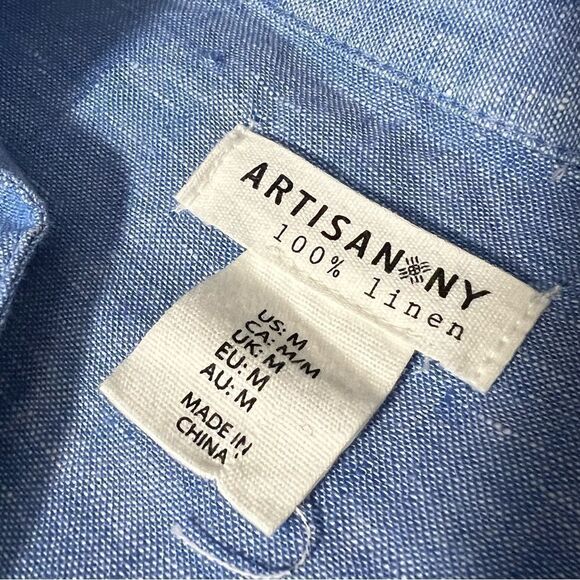 ARTISAN NY
100% linen
US: M
CA: M/M
UK: M
EU: M
AU: M
MADE IN
CHINA